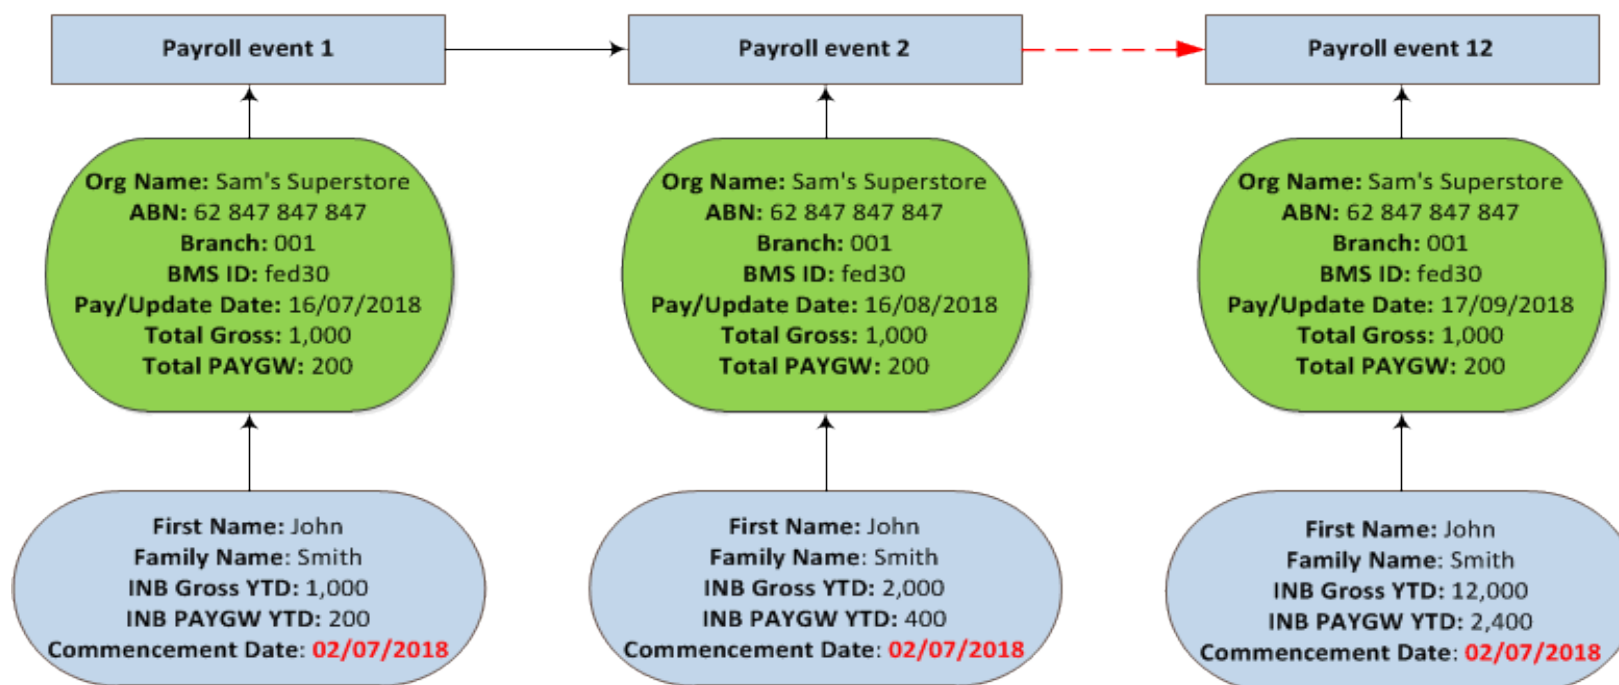 Payroll event 1
Payroll event 2
Payroll event 12
Org Name: Sam's Superstore
ABN: 62 847 847 847
Branch: 001
BMS ID: fed30
Pay/Update Date: 16/07/2018
Total Gross: 1,000
Total PAYGW: 200
Org Name: Sam's Superstore
ABN: 62 847 847 847
Branch: 001
BMS ID: fed30
Pay/Update Date: 16/08/2018
Total Gross: 1,000
Total PAYGW: 200
Org Name: Sam's Superstore
ABN: 62 847 847 847
Branch: 001
BMS ID: fed30
Pay/Update Date: 17/09/2018
Total Gross: 1,000
Total PAYGW: 200
First Name: John
Family Name: Smith
INB Gross YTD: 1,000
INB PAYGW YTD: 200
Commencement Date: 02/07/2018
First Name: John
Family Name: Smith
INB Gross YTD: 2,000
INB PAYGW YTD: 400
Commencement Date: 02/07/2018
First Name: John
Family Name: Smith
INB Gross YTD: 12,000
INB PAYGW YTD: 2,400
Commencement Date: 02/07/2018